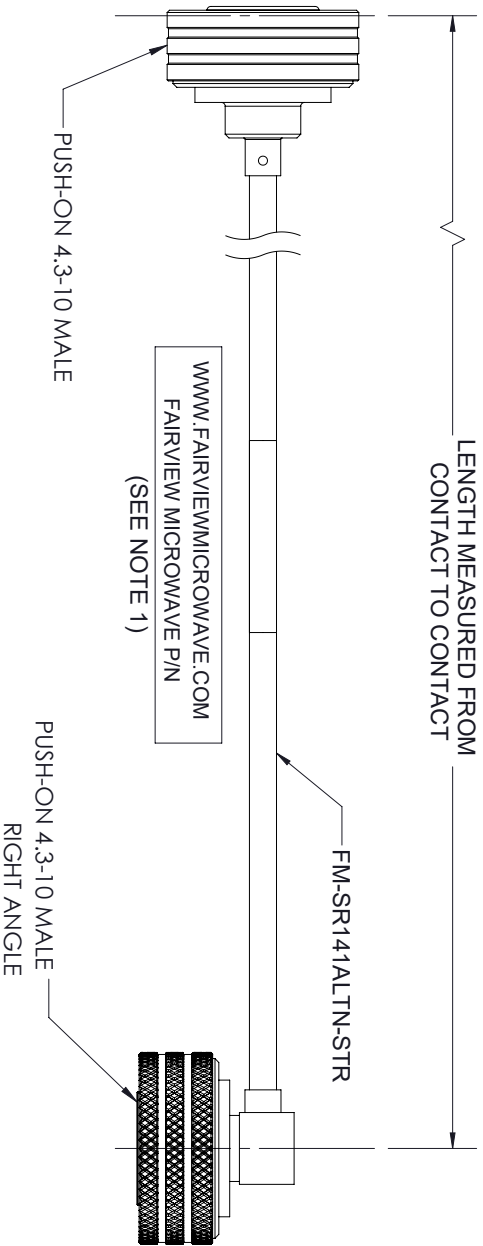 LENGTH MEASURED FROM
CONTACT TO CONTACT
FM-SR141ALTN-STR
WWW.FAIRVIEWMICROWAVE.COM
FAIRVIEW MICROWAVE P/N
(SEE NOTE 1)
PUSH-ON 4.3-10 MALE
PUSH-ON 4.3-10 MALE
RIGHT ANGLE